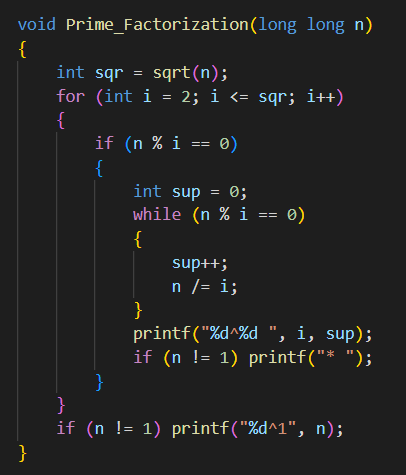 void Prime_Factorization(long long n)
{
    int sqr = sqrt(n);
    for (int i = 2; i <= sqr; i++)
    {
        if (n % i == 0)
        {
            int sup = 0;
            while (n % i == 0)
            {
                sup++;
                n /= i;
            }
            printf("%d^%d ", i, sup);
            if (n != 1) printf("* ");
        }
    }
    if (n != 1) printf("%d^1", n);
}